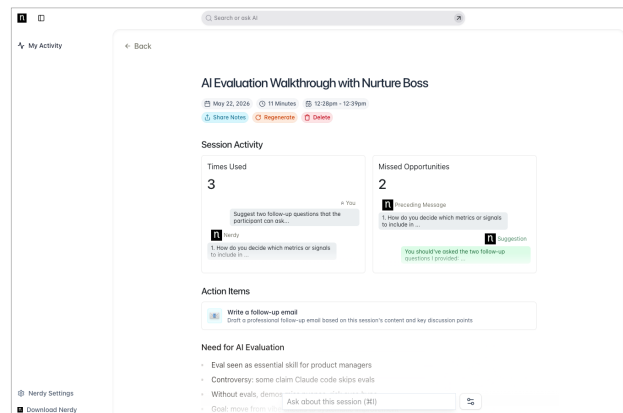 n
Search or ask AI
My Activity
Back
AI Evaluation Walkthrough with Nurture Boss
May 22, 2026
11 Minutes
12:28pm - 12:39pm
Share Notes
Regenerate
Delete
Session Activity
Times Used
3
You
Suggest two follow-up questions that the
participant can ask...
n Nerdy
1. How do you decide which metrics or signals
to include in ...
Missed Opportunities
2
n Preceding Message
1. How do you decide which metrics or signals
to include in ...
n Suggestion
You should've asked the two follow-up
questions I provided: ...
Action Items
Write a follow-up email
Draft a professional follow-up email based on this session's content and key discussion points
Need for AI Evaluation
Eval seen as essential skill for product managers
Controversy: some claim Claude code skips evals
Without evals,
Goal: move from
Ask about this session (⌘I)
Nerdy Settings
n Download Nerdy